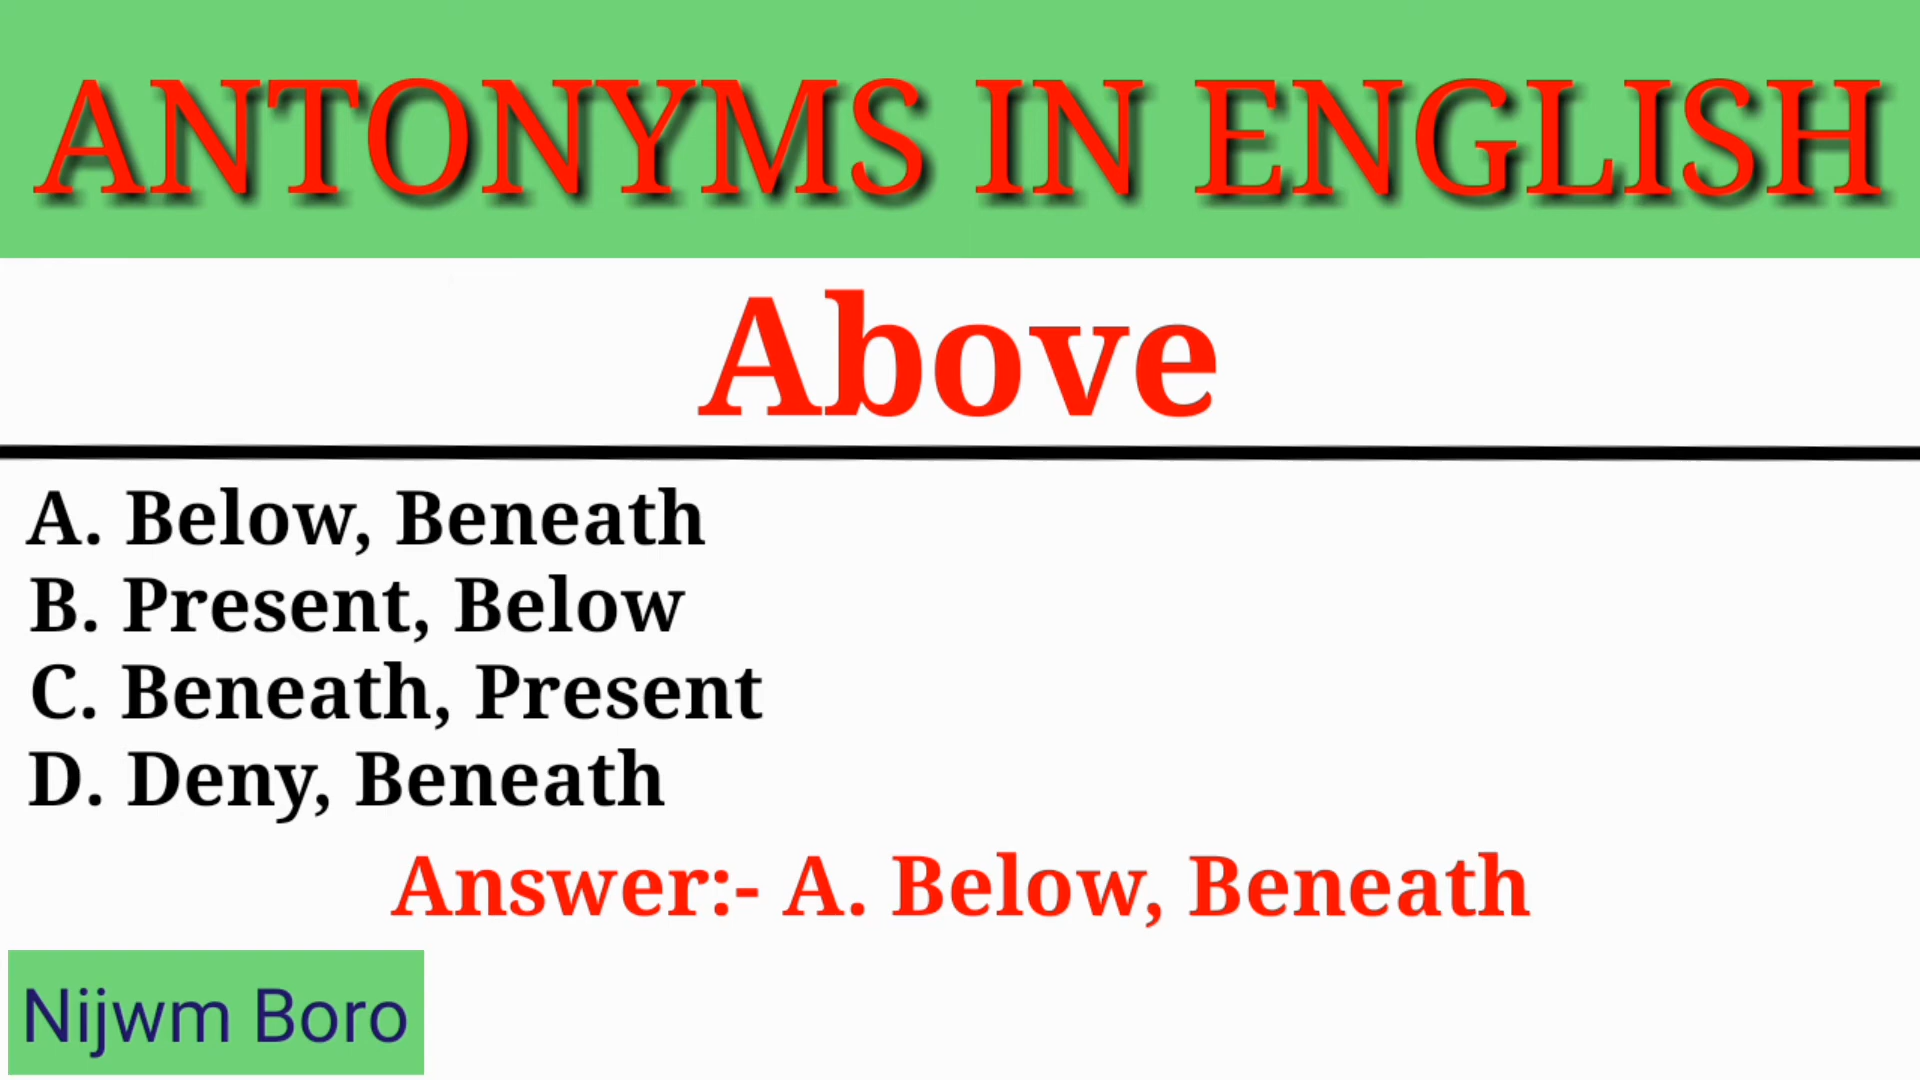 ANTONYMS IN ENGLISH
Above
A. Below, Beneath
B. Present, Below
C. Beneath, Present
D. Deny, Beneath
Answer:- A. Below, Beneath
Nijwm Boro